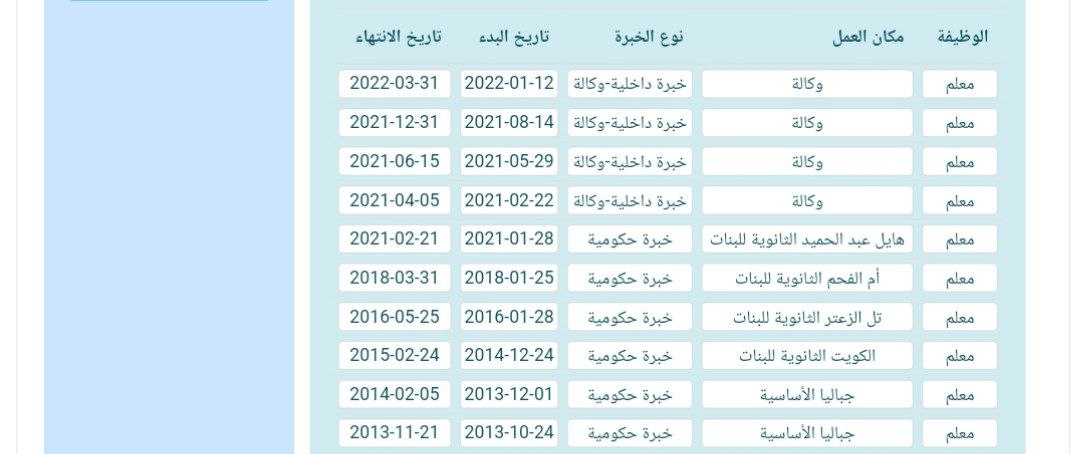 الوظيفة مكان العمل نوع الخبرة تاريخ البدء تاريخ الانتهاء
معلم وكالة خبرة داخلية-وكالة 2022-01-12 2022-03-31
معلم وكالة خبرة داخلية-وكالة 2021-08-14 2021-12-31
معلم وكالة خبرة داخلية-وكالة 2021-05-29 2021-06-15
معلم وكالة خبرة داخلية-وكالة 2021-02-22 2021-04-05
معلم هايل عبد الحميد الثانوية للبنات خبرة حكومية 2021-01-28 2021-02-21
معلم أم الفحم الثانوية للبنات خبرة حكومية 2018-01-25 2018-03-31
معلم تل الزعتر الثانوية للبنات خبرة حكومية 2016-01-28 2016-05-25
معلم الكويت الثانوية للبنات خبرة حكومية 2014-12-24 2015-02-24
معلم جباليا الأساسية خبرة حكومية 2013-12-01 2014-02-05
معلم جباليا الأساسية خبرة حكومية 2013-10-24 2013-11-21